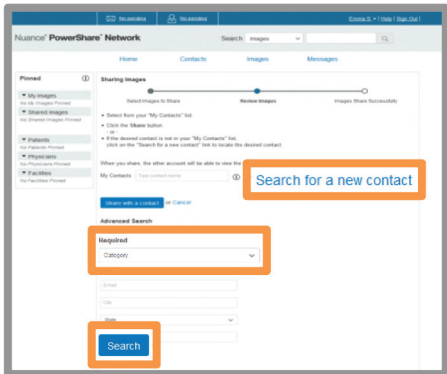 No pending
No pending
Emma S. | Help | Sign Out
Nuance® PowerShare® Network
Search
Images
Home
Contacts
Images
Messages
Pinned
Sharing Images
My Images
No My Images Pinned
Shared Images
No Shared Images Pinned
Patients
No Patients Pinned
Physicians
No Physicians Pinned
Facilities
No Facilities Pinned
Select Images to Share
Review Images
Images Share Successfully
• Select from your "My Contacts" list.
• Click the Share button
- or -
• If the desired contact is not in your "My Contacts" list,
click on the "Search for a new contact" link to locate the desired contact.
When you share, the other account will be able to view the
My Contacts
Type contact name
Search for a new contact
Share with a contact or Cancel
Advanced Search
Required
Category
Email
City
State
Search